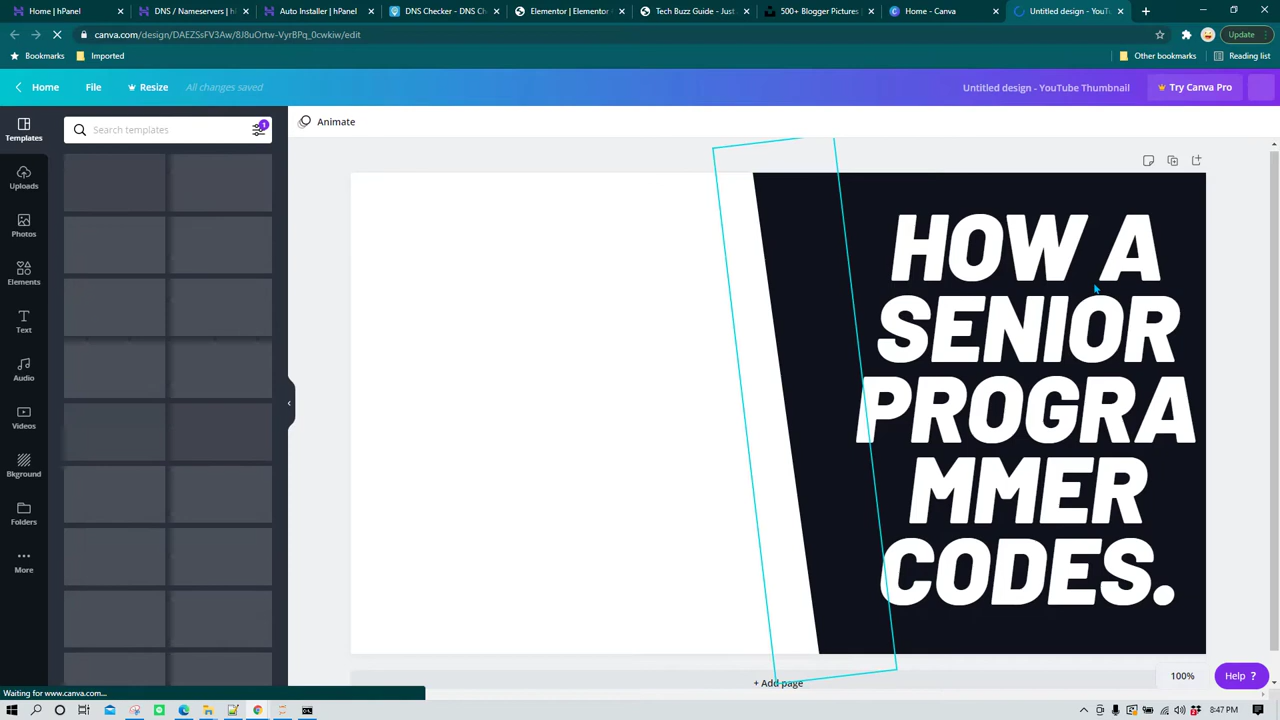 Home | hPanel
DNS / Nameservers | h
Auto Installer | hPanel
DNS Checker - DNS Ch
Elementor | Elementor
Tech Buzz Guide - Just
500+ Blogger Pictures |
Home - Canva
Untitled design - YouT
canva.com/design/DAEZSsFV3Aw/8J8uOrtw-Vyr8Pq_0cwkiw/edit
Update
Bookmarks
Imported
Other bookmarks
Reading list
Home
File
Resize
All changes saved
Untitled design - YouTube Thumbnail
Try Canva Pro
Templates
Search templates
1
Animate
Uploads
Photos
Elements
Text
Audio
Videos
Bkground
Folders
More
HOW A
SENIOR
PROGRA
MMER
CODES.
+ Add page
100%
Help ?
Waiting for www.canva.com...
8:47 PM